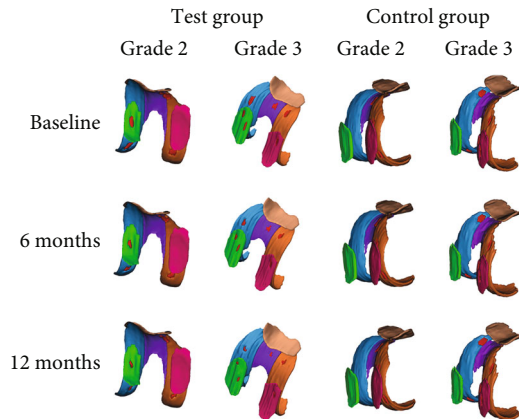 Test group Control group
Grade 2 Grade 3 Grade 2 Grade 3
Baseline
6 months
12 months